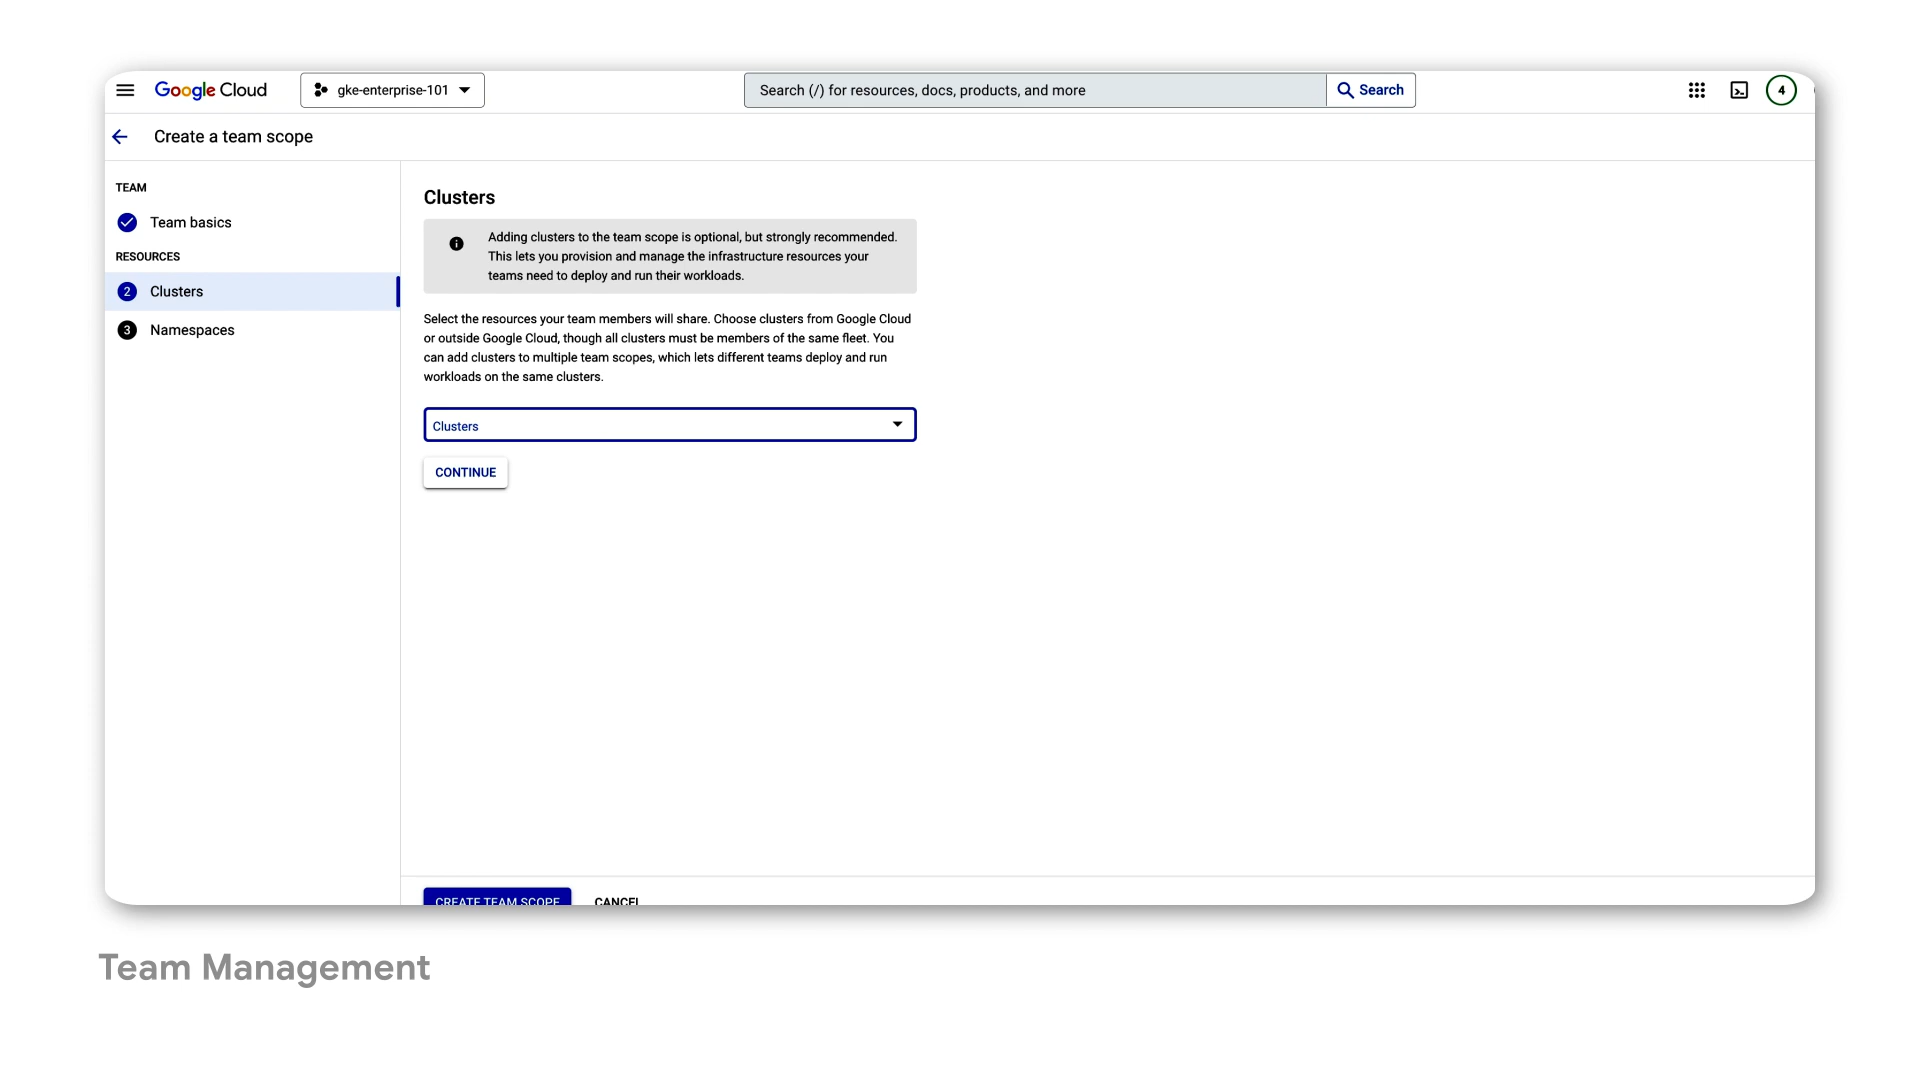 Google Cloud
gke-enterprise-101
Search (/) for resources, docs, products, and more
Search
4
Create a team scope
TEAM
Team basics
RESOURCES
2 Clusters
3 Namespaces
Clusters
Adding clusters to the team scope is optional, but strongly recommended.
This lets you provision and manage the infrastructure resources your
teams need to deploy and run their workloads.
Select the resources your team members will share. Choose clusters from Google Cloud
or outside Google Cloud, though all clusters must be members of the same fleet. You
can add clusters to multiple team scopes, which lets different teams deploy and run
workloads on the same clusters.
Clusters
CONTINUE
CREATE TEAM SCOPE
CANCEL
Team Management